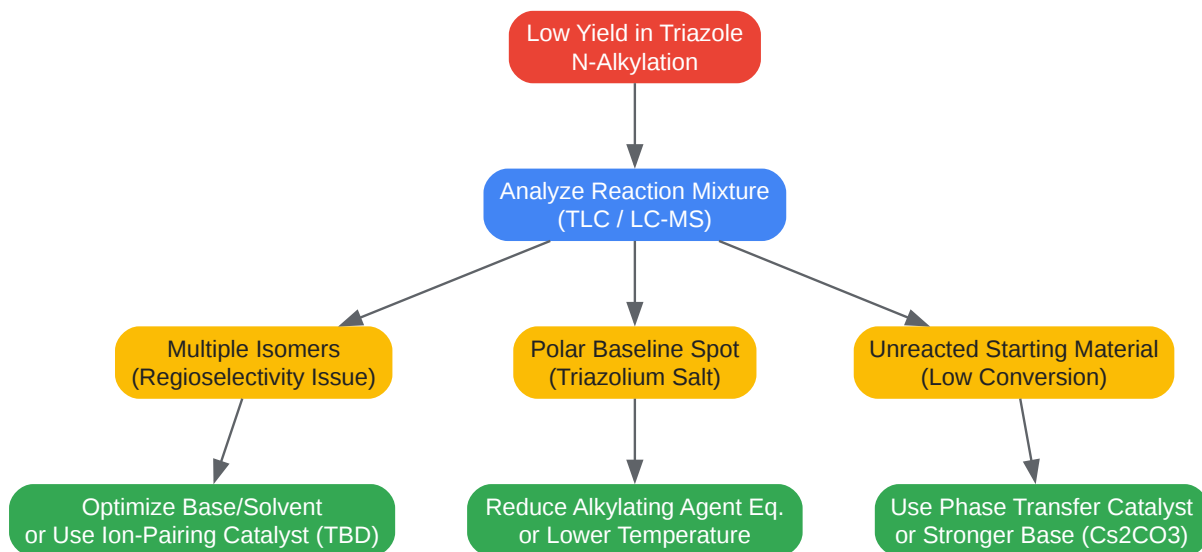 Low Yield in Triazole
N-Alkylation
Analyze Reaction Mixture
(TLC / LC-MS)
Multiple Isomers
(Regioselectivity Issue)
Polar Baseline Spot
(Triazolium Salt)
Unreacted Starting Material
(Low Conversion)
Optimize Base/Solvent
or Use Ion-Pairing Catalyst (TBD)
Reduce Alkylating Agent Eq.
or Lower Temperature
Use Phase Transfer Catalyst
or Stronger Base (Cs2CO3)